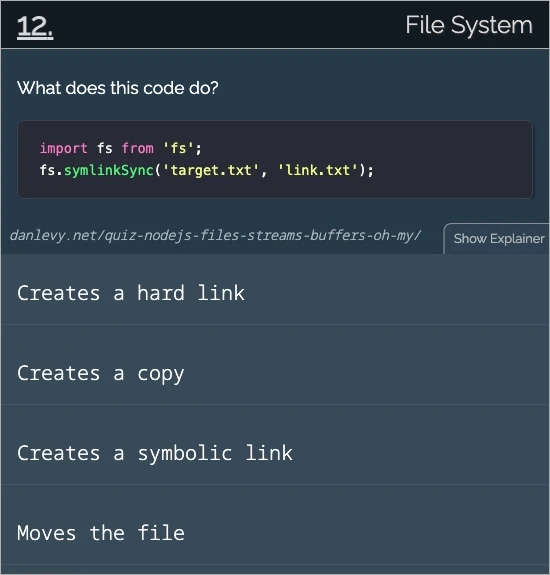 12.
File System
What does this code do?
import fs from 'fs';
fs.symlinkSync('target.txt', 'link.txt');
danlevy.net/quiz-nodejs-files-streams-buffers-oh-my/
Show Explainer
Creates a hard link
Creates a copy
Creates a symbolic link
Moves the file